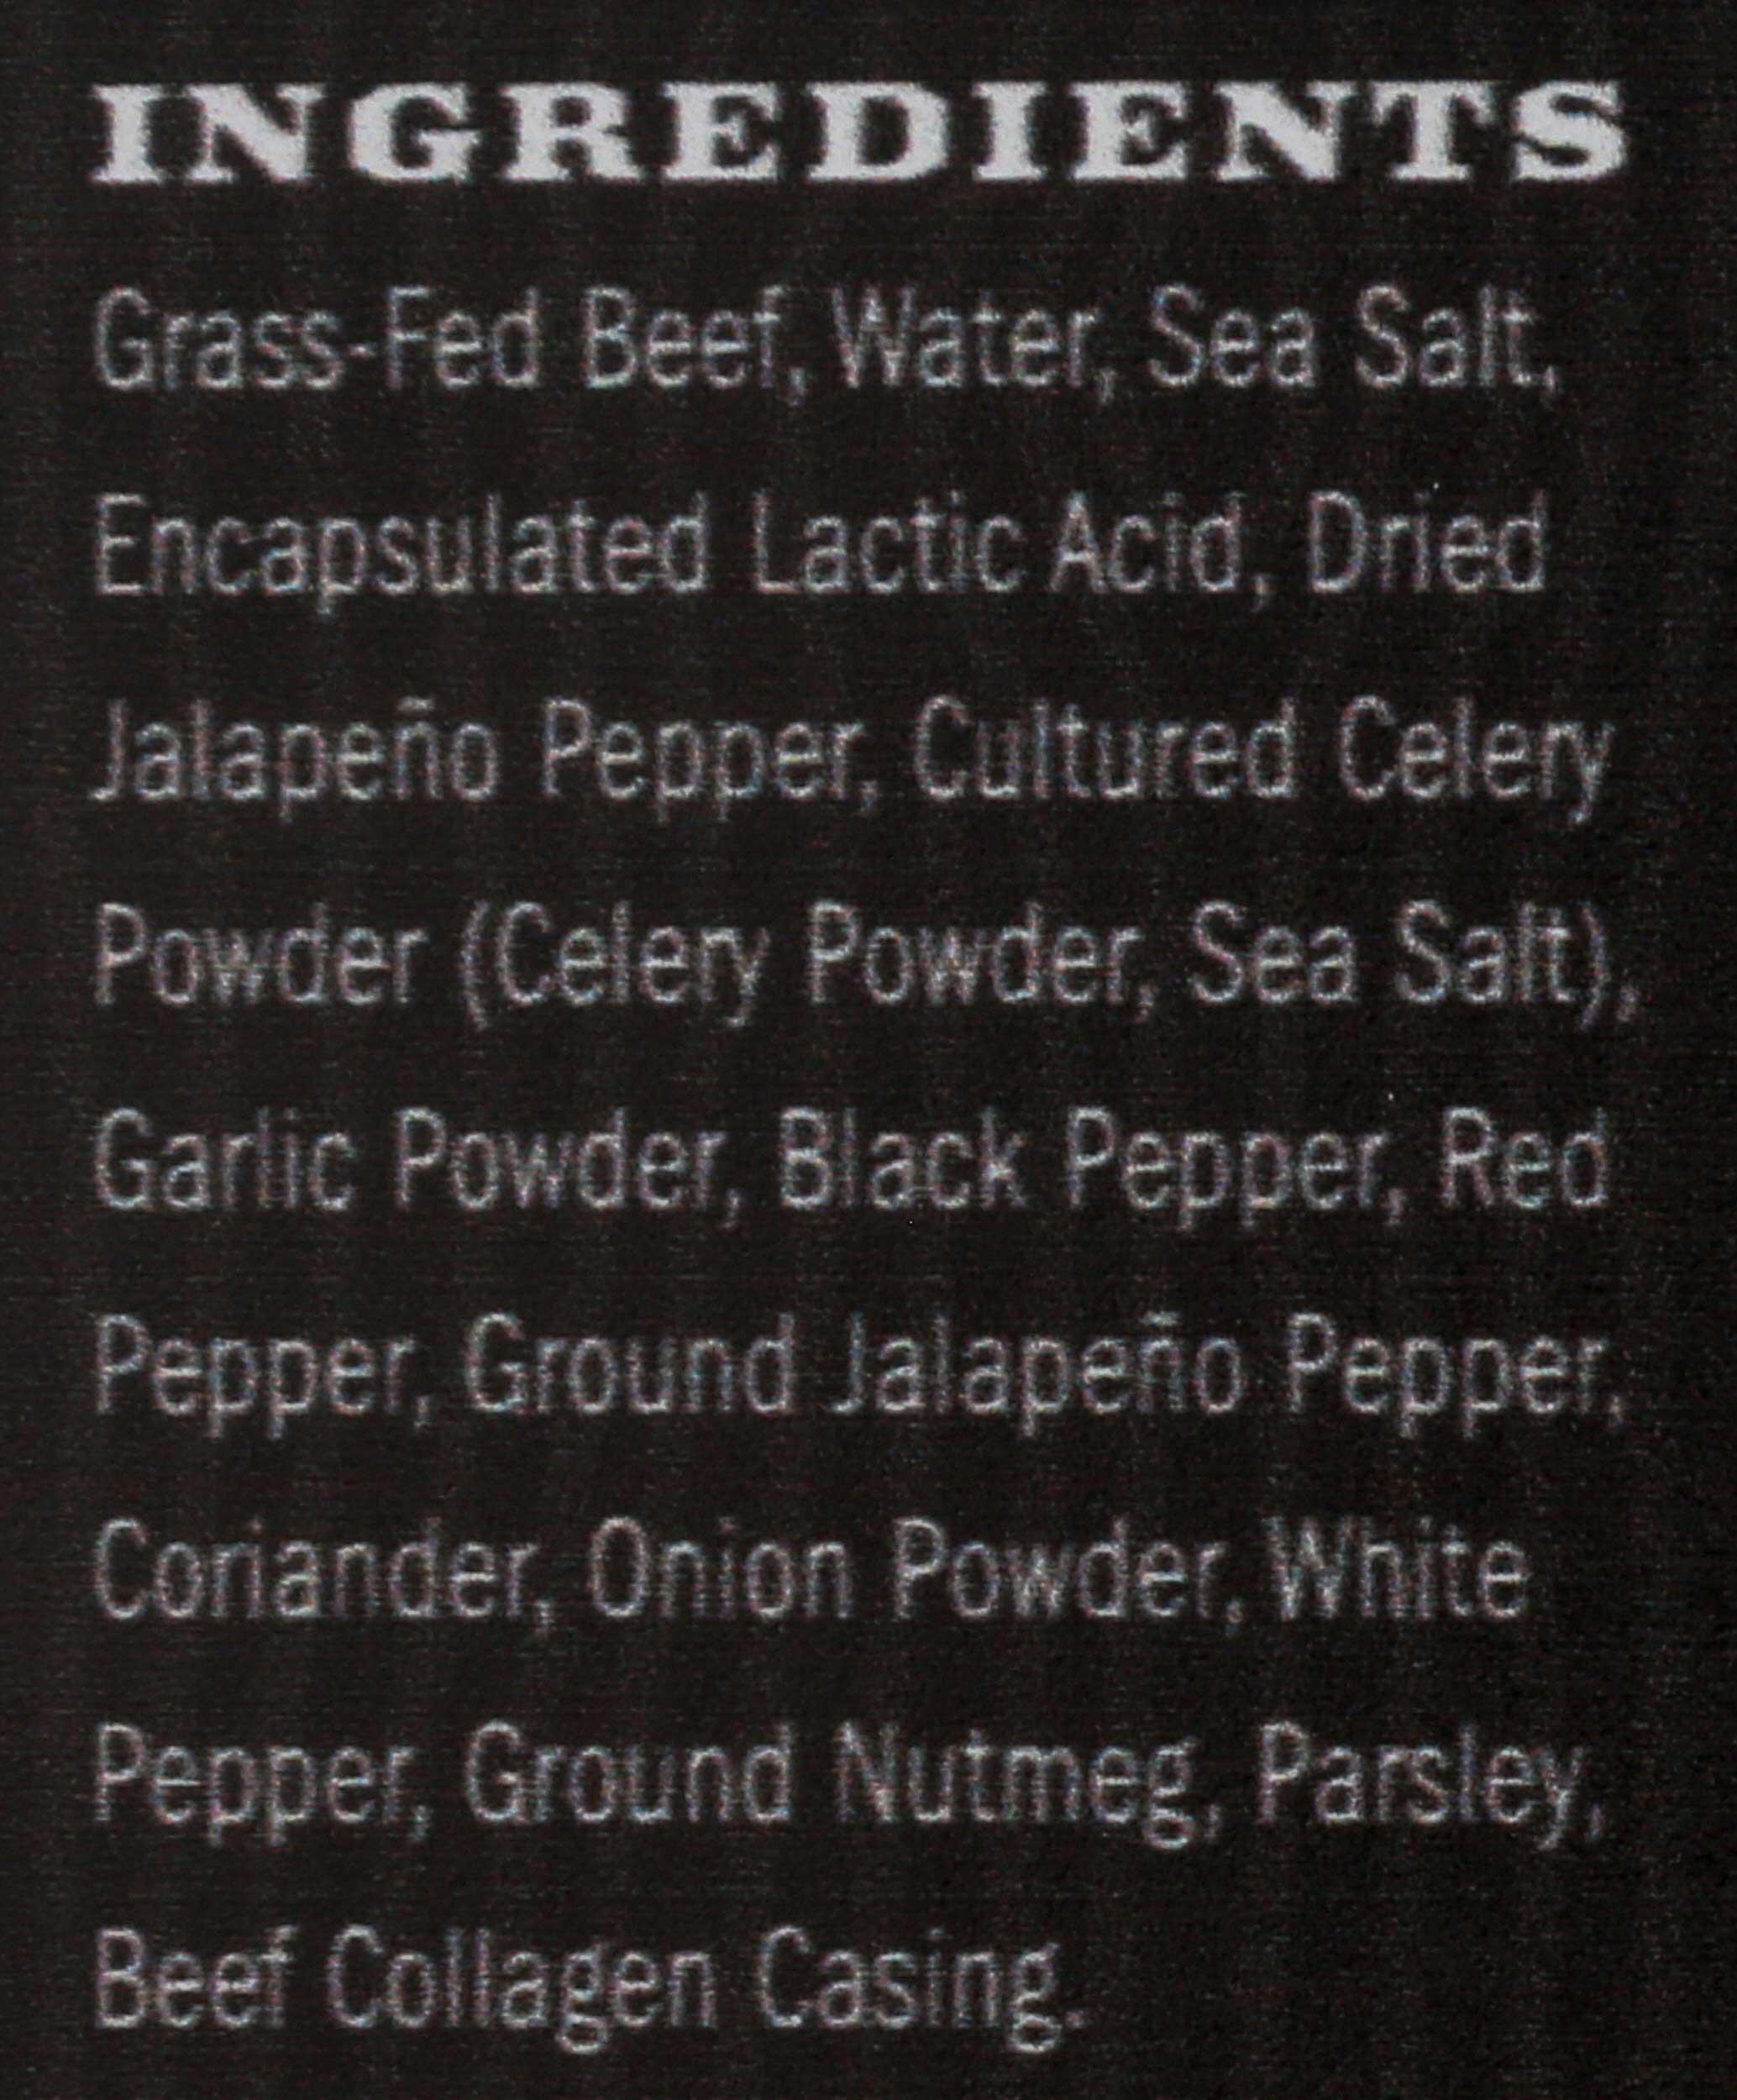 INGREDIENTS
Grass-Fed Beef, Water, Sea Salt,
Encapsulated Lactic Acid, Dried
Jalapeño Pepper, Cultured Celery
Powder (Celery Powder, Sea Salt),
Garlic Powder, Black Pepper, Red
Pepper, Ground Jalapeño Pepper,
Coriander, Onion Powder, White
Pepper, Ground Nutmeg, Parsley,
Beef Collagen Casing.